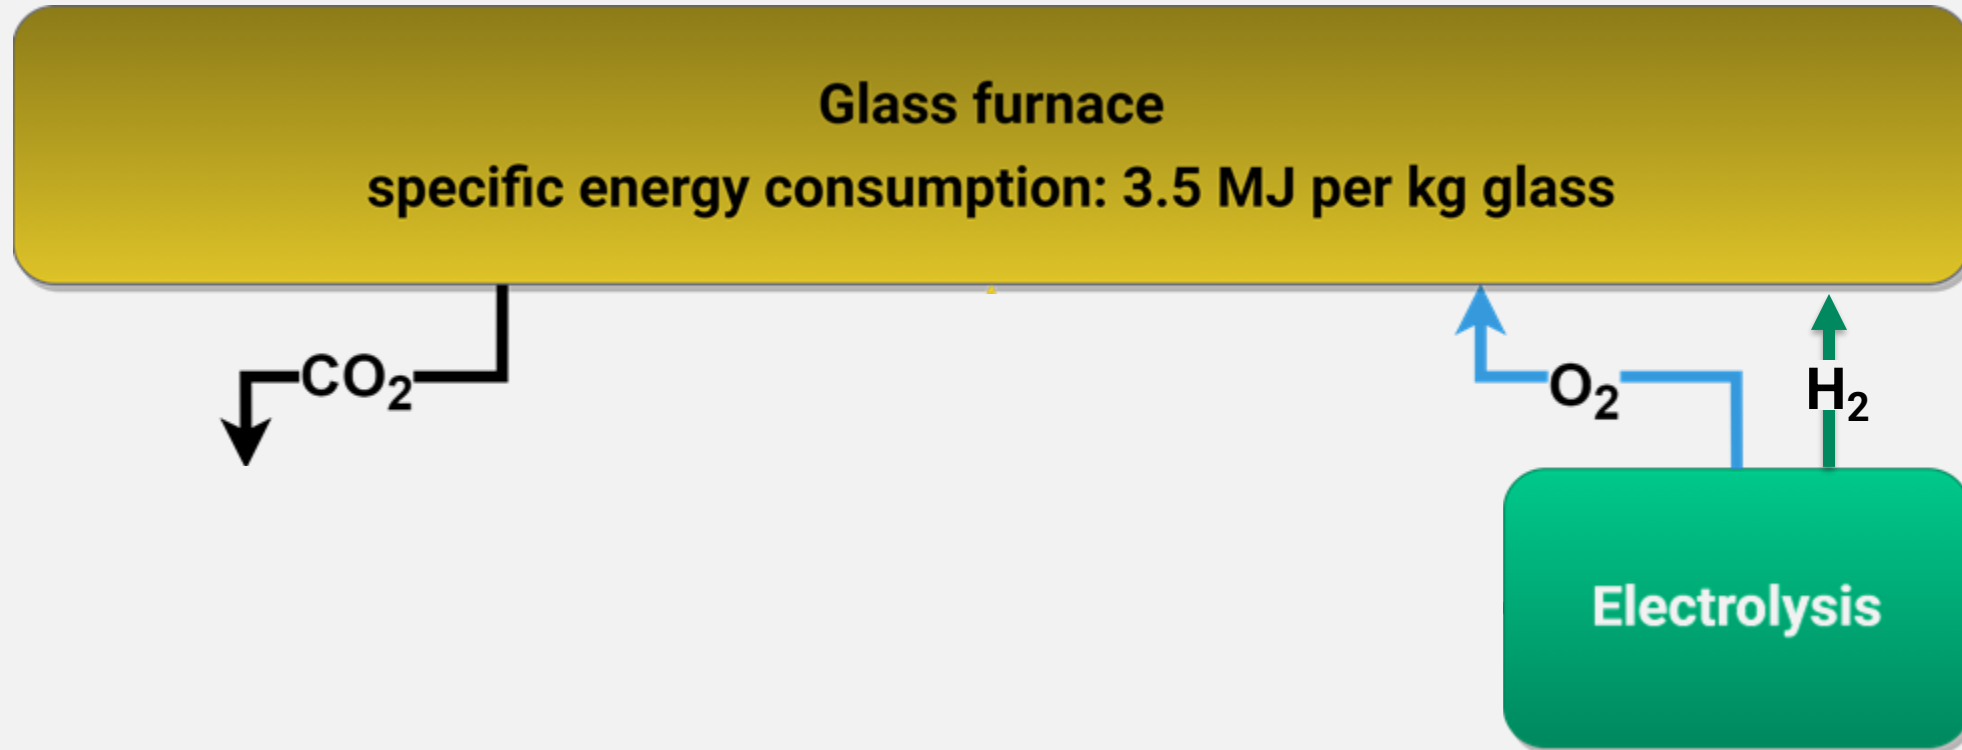 Glass furnace
specific energy consumption: 3.5 MJ per kg glass
CO₂
O₂
H₂
Electrolysis